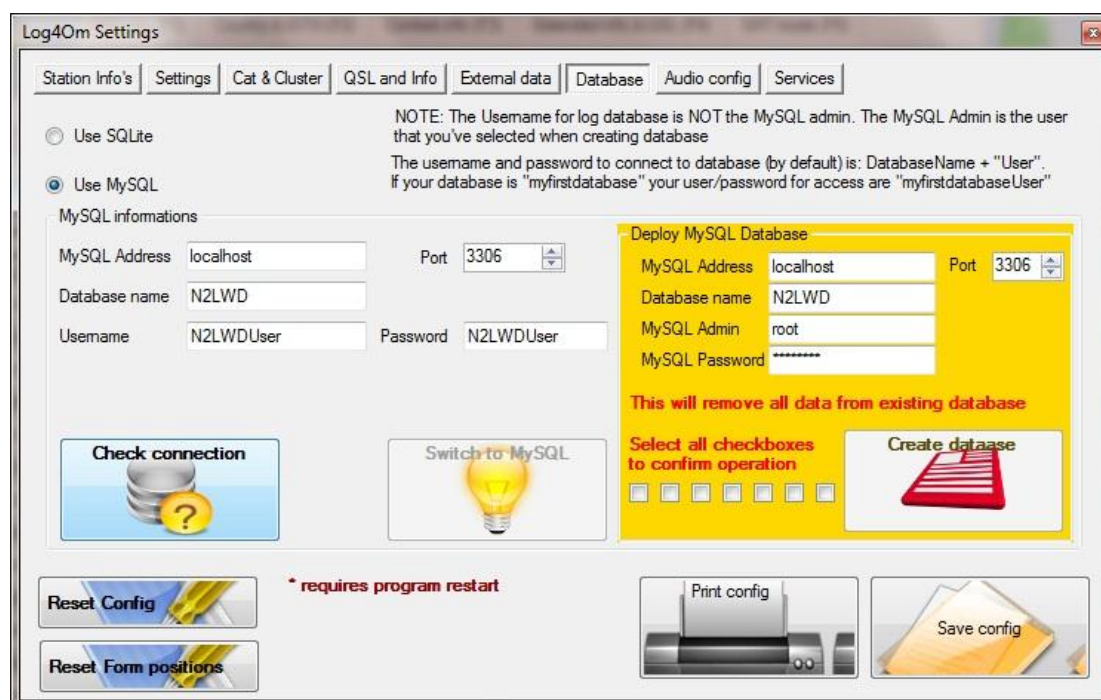 Log4Om Settings
Station Info's Settings Cat & Cluster QSL and Info External data Database Audio config Services
NOTE: The Username for log database is NOT the MySQL admin. The MySQL Admin is the user
that you've selected when creating database
Use SQLite
The username and password to connect to database (by default) is: DatabaseName + "User".
If your database is "myfirstdatabase" your user/password for access are "myfirstdatabaseUser"
Use MySQL
MySQL informations
MySQL Address localhost Port 3306
Database name N2LWD
Username N2LWDUser Password N2LWDUser
Deploy MySQL Database
MySQL Address localhost Port 3306
Database name N2LWD
MySQL Admin root
MySQL Password ********
This will remove all data from existing database
Select all checkboxes
to confirm operation
Create dataase
Check connection
?
Switch to MySQL
Reset Config
* requires program restart
Print config
Save config
Reset Form positions